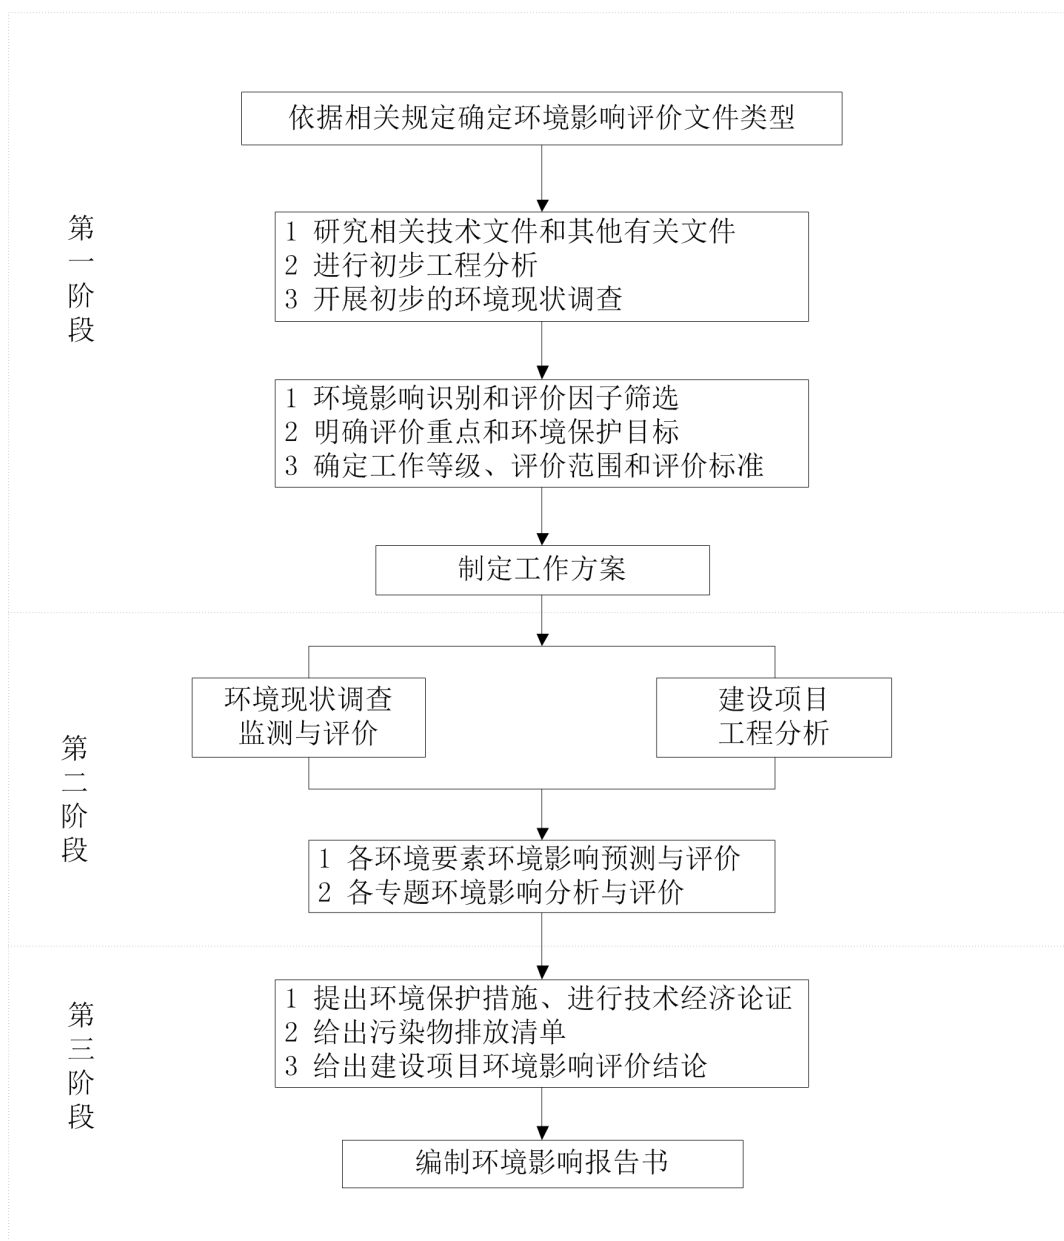 依据相关规定确定环境影响评价文件类型
第一阶段
1 研究相关技术文件和其他有关文件
2 进行初步工程分析
3 开展初步的环境现状调查
1 环境影响识别和评价因子筛选
2 明确评价重点和环境保护目标
3 确定工作等级、评价范围和评价标准
制定工作方案
第二阶段
环境现状调查
监测与评价
建设项目
工程分析
1 各环境要素环境影响预测与评价
2 各专题环境影响分析与评价
第三阶段
1 提出环境保护措施、进行技术经济论证
2 给出污染物排放清单
3 给出建设项目环境影响评价结论
编制环境影响报告书